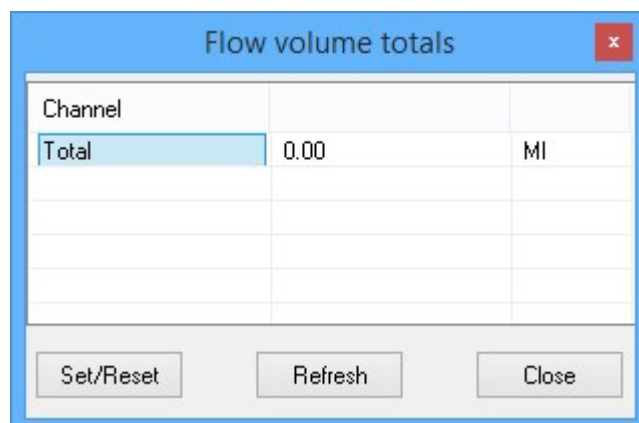 Flow volume totals
x
Channel
Total 0.00 Ml
Set/Reset Refresh Close